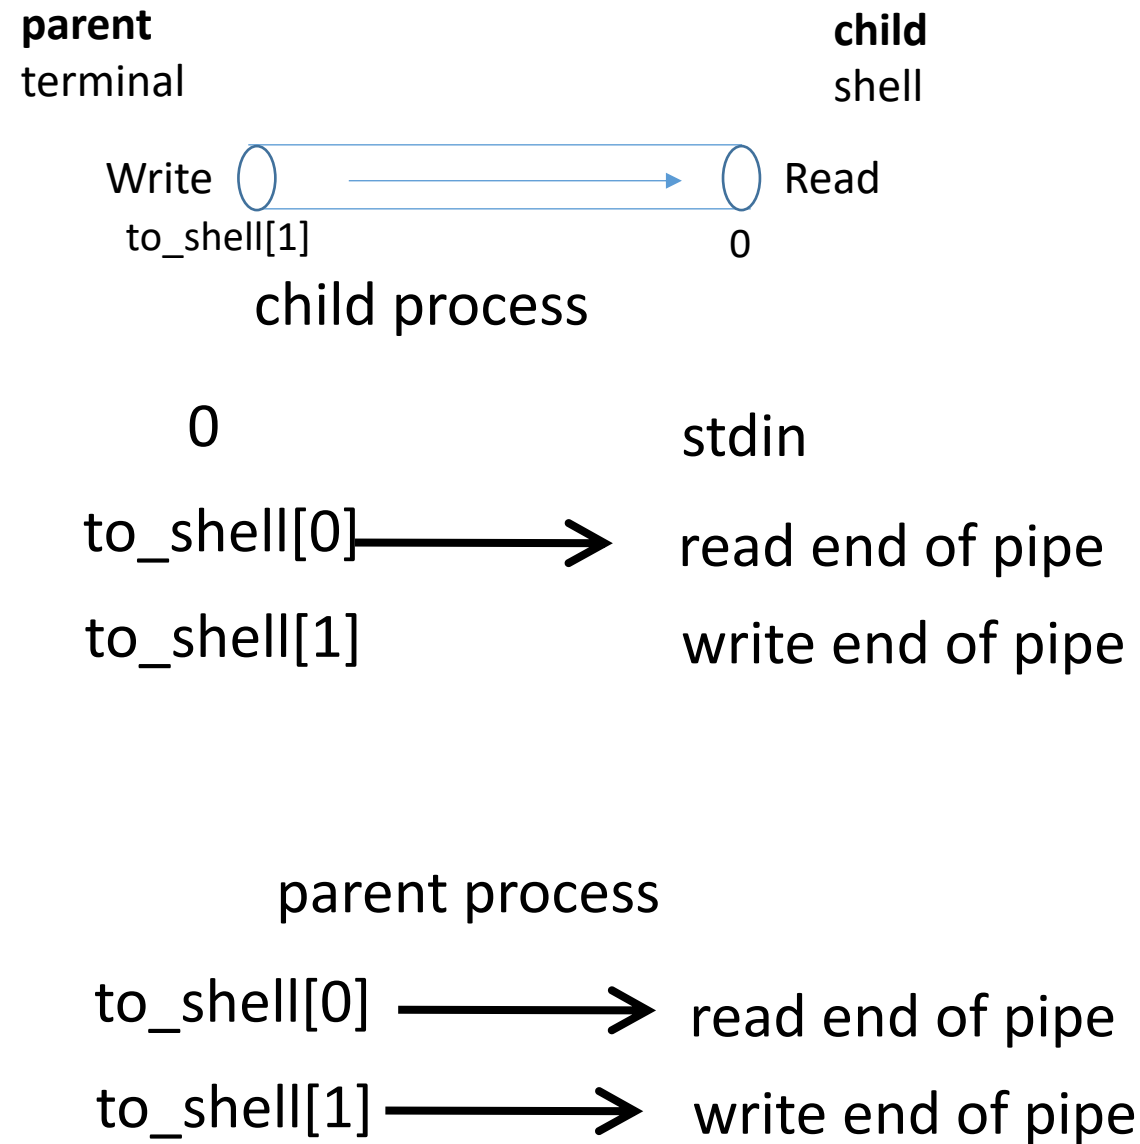 parent
terminal
child
shell
Write
Read
to_shell[1]
0
child process
0
stdin
to_shell[0]
read end of pipe
to_shell[1]
write end of pipe
parent process
to_shell[0]
read end of pipe
to_shell[1]
write end of pipe